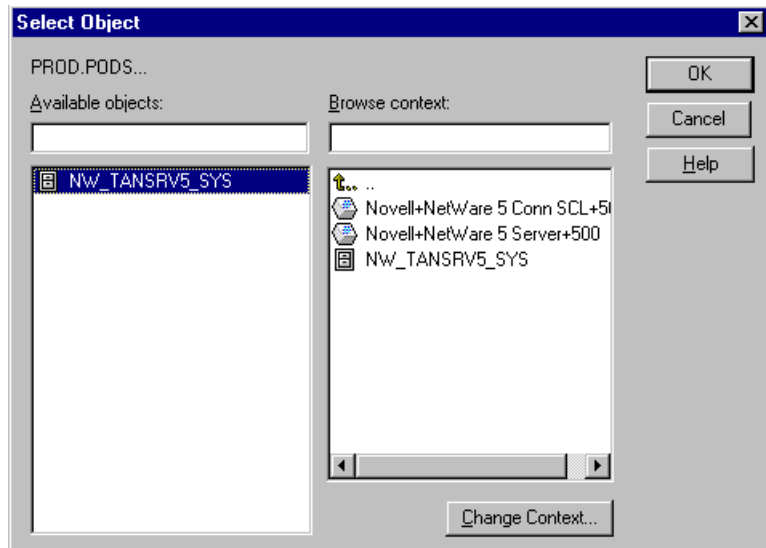 Select Object
PROD.PODS...
Available objects:
Browse context:
NW_TANSRV5_SYS
..
Novell+NetWare 5 Conn SCL+5
Novell+NetWare 5 Server+500
NW_TANSRV5_SYS
OK
Cancel
Help
Change Context...